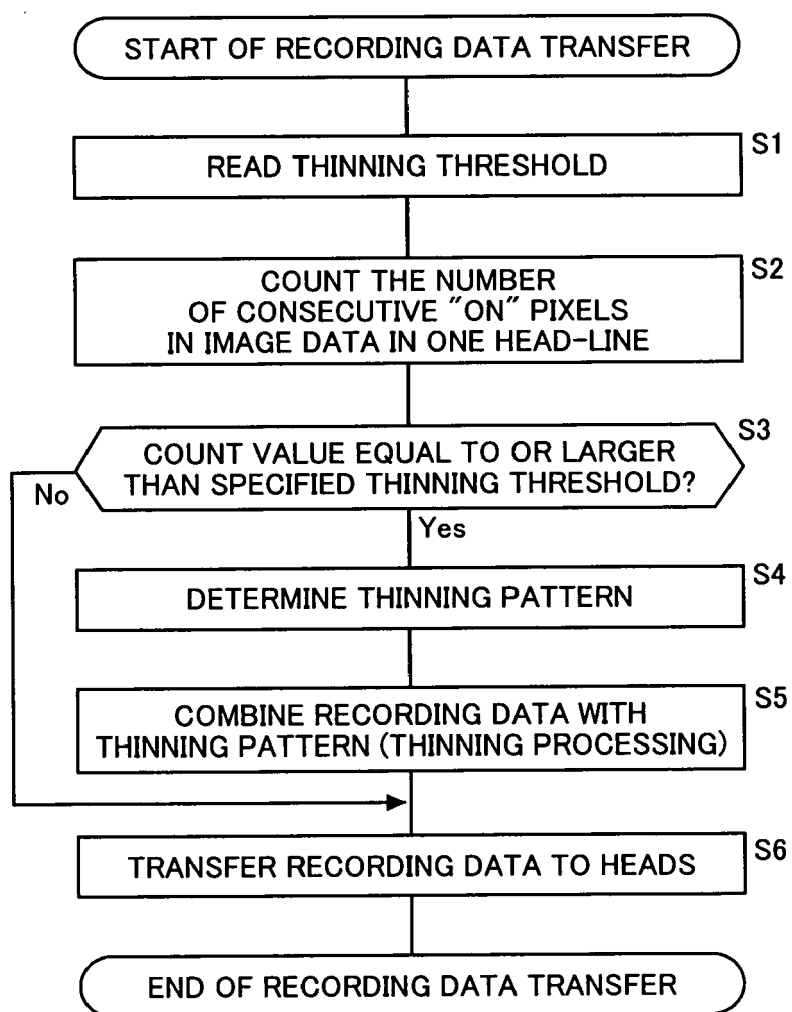 START OF RECORDING DATA TRANSFER
S1
READ THINNING THRESHOLD
S2
COUNT THE NUMBER
OF CONSECUTIVE "ON" PIXELS
IN IMAGE DATA IN ONE HEAD-LINE
S3
COUNT VALUE EQUAL TO OR LARGER
THAN SPECIFIED THINNING THRESHOLD?
No
Yes
S4
DETERMINE THINNING PATTERN
S5
COMBINE RECORDING DATA WITH
THINNING PATTERN (THINNING PROCESSING)
S6
TRANSFER RECORDING DATA TO HEADS
END OF RECORDING DATA TRANSFER